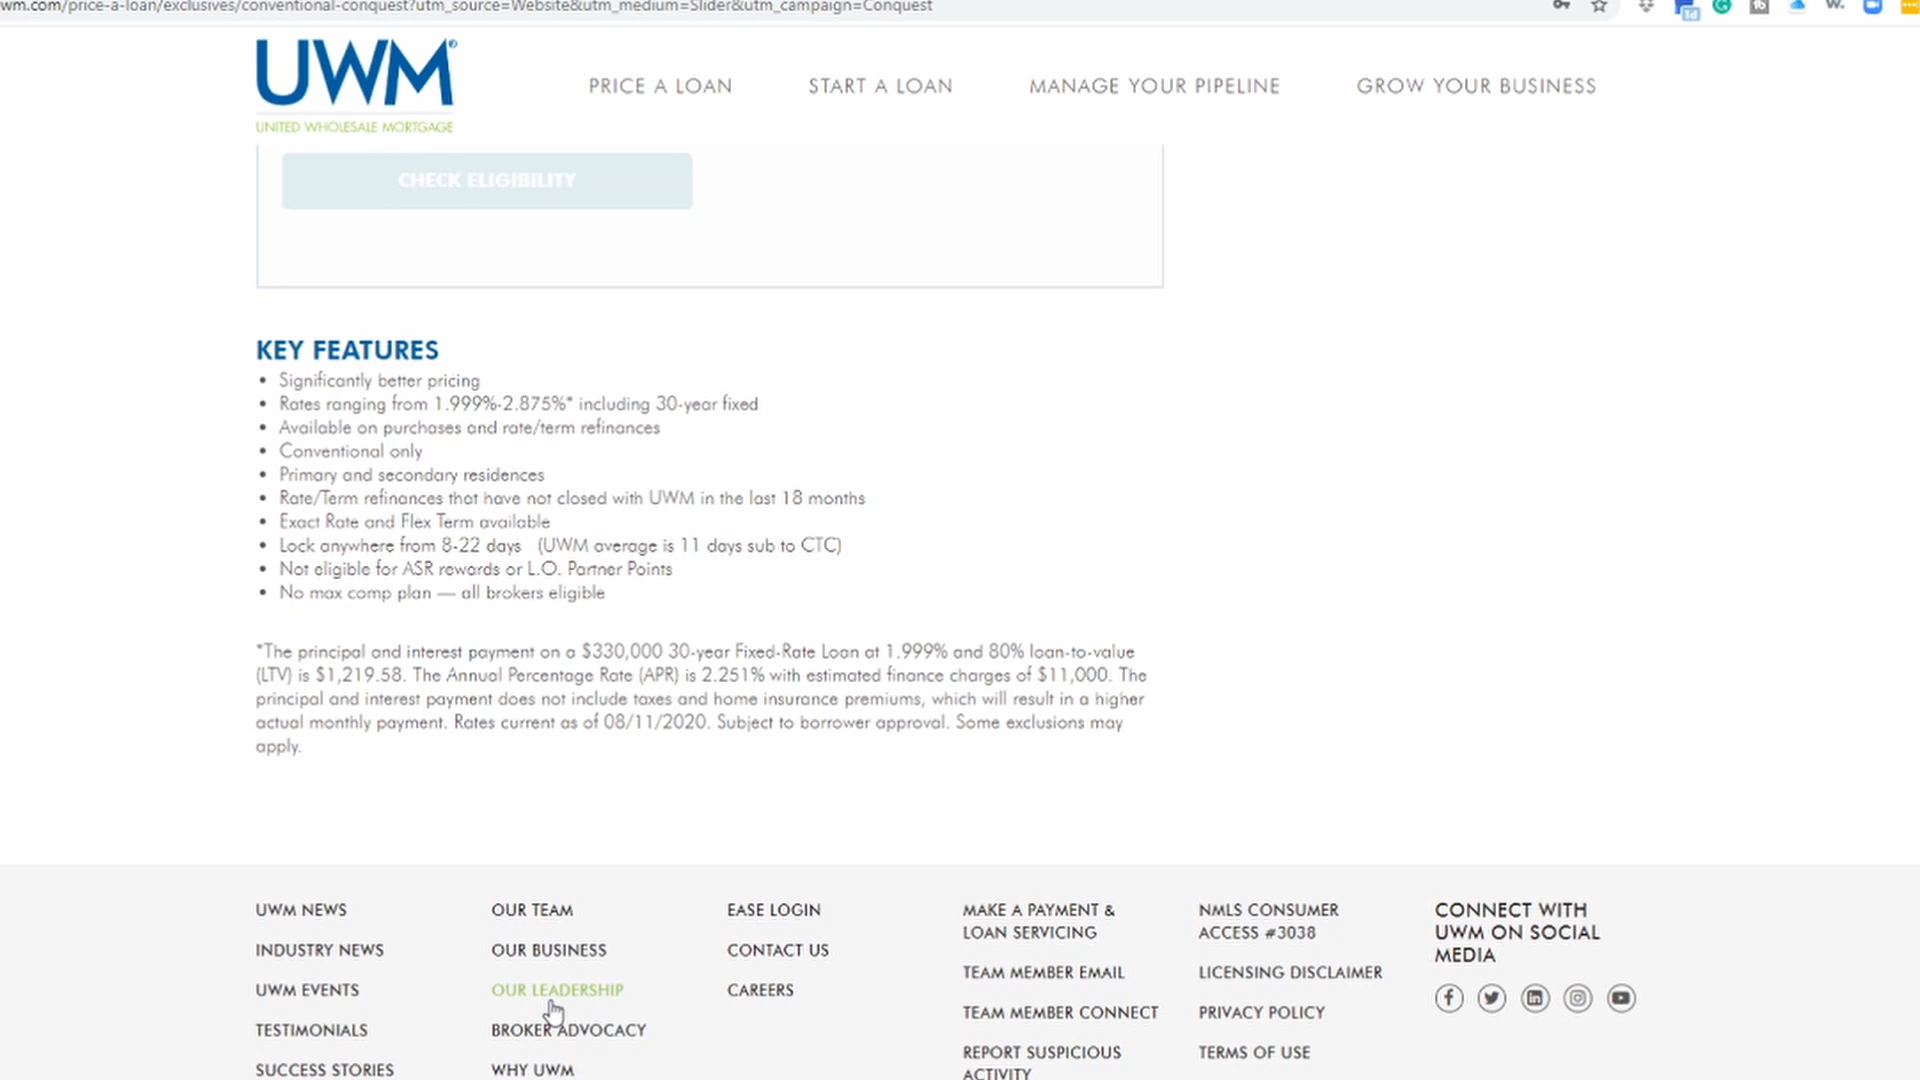 wm.com/price-a-loan/exclusives/conventional-conquest?utm_source=Website&utm_medium=Slider&utm_campaign=Conquest
UWM
UNITED WHOLESALE MORTGAGE
PRICE A LOAN
START A LOAN
MANAGE YOUR PIPELINE
GROW YOUR BUSINESS
CHECK ELIGIBILITY
KEY FEATURES
• Significantly better pricing
• Rates ranging from 1.999%-2.875%* including 30-year fixed
• Available on purchases and rate/term refinances
• Conventional only
• Primary and secondary residences
• Rate/Term refinances that have not closed with UWM in the last 18 months
• Exact Rate and Flex Term available
• Lock anywhere from 8-22 days (UWM average is 11 days sub to CTC)
• Not eligible for ASR rewards or L.O. Partner Points
• No max comp plan — all brokers eligible
*The principal and interest payment on a $330,000 30-year Fixed-Rate Loan at 1.999% and 80% loan-to-value
(LTV) is $1,219.58. The Annual Percentage Rate (APR) is 2.251% with estimated finance charges of $11,000. The
principal and interest payment does not include taxes and home insurance premiums, which will result in a higher
actual monthly payment. Rates current as of 08/11/2020. Subject to borrower approval. Some exclusions may
apply.
UWM NEWS
INDUSTRY NEWS
UWM EVENTS
TESTIMONIALS
SUCCESS STORIES
OUR TEAM
OUR BUSINESS
OUR LEADERSHIP
BROKER ADVOCACY
WHY UWM
EASE LOGIN
CONTACT US
CAREERS
MAKE A PAYMENT &
LOAN SERVICING
TEAM MEMBER EMAIL
TEAM MEMBER CONNECT
REPORT SUSPICIOUS
ACTIVITY
NMLS CONSUMER
ACCESS #3038
LICENSING DISCLAIMER
PRIVACY POLICY
TERMS OF USE
CONNECT WITH
UWM ON SOCIAL
MEDIA